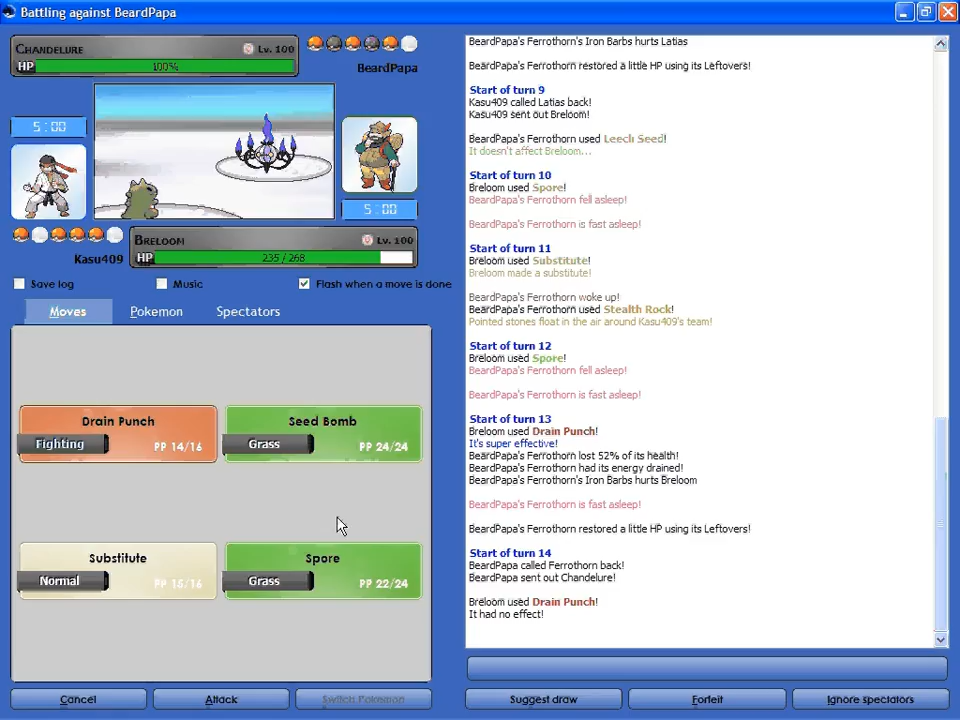 Battling against BeardPapa
CHANDELURE
Lv. 100
HP
100%
BeardPapa
5:00
5:00
BRELOOM
Lv. 100
HP
235 / 268
Kasu409
Save log
Music
Flash when a move is done
Moves
Pokemon
Spectators
Drain Punch
Fighting
PP 14/16
Seed Bomb
Grass
PP 24/24
Substitute
Normal
PP 15/16
Spore
Grass
PP 22/24
Cancel
Attack
Switch Pokemon
BeardPapa's Ferrothorn's Iron Barbs hurts Latias
BeardPapa's Ferrothorn restored a little HP using its Leftovers!
Start of turn 9
Kasu409 called Latias back!
Kasu409 sent out Breloom!
BeardPapa's Ferrothorn used Leech Seed!
It doesn't affect Breloom...
Start of turn 10
Breloom used Spore!
BeardPapa's Ferrothorn fell asleep!
BeardPapa's Ferrothorn is fast asleep!
Start of turn 11
Breloom used Substitute!
Breloom made a substitute!
BeardPapa's Ferrothorn woke up!
BeardPapa's Ferrothorn used Stealth Rock!
Pointed stones float in the air around Kasu409's team!
Start of turn 12
Breloom used Spore!
BeardPapa's Ferrothorn fell asleep!
BeardPapa's Ferrothorn is fast asleep!
Start of turn 13
Breloom used Drain Punch!
It's super effective!
BeardPapa's Ferrothorn lost 52% of its health!
BeardPapa's Ferrothorn had its energy drained!
BeardPapa's Ferrothorn's Iron Barbs hurts Breloom
BeardPapa's Ferrothorn is fast asleep!
BeardPapa's Ferrothorn restored a little HP using its Leftovers!
Start of turn 14
BeardPapa called Ferrothorn back!
BeardPapa sent out Chandelure!
Breloom used Drain Punch!
It had no effect!
Suggest draw
Forfeit
Ignore spectators